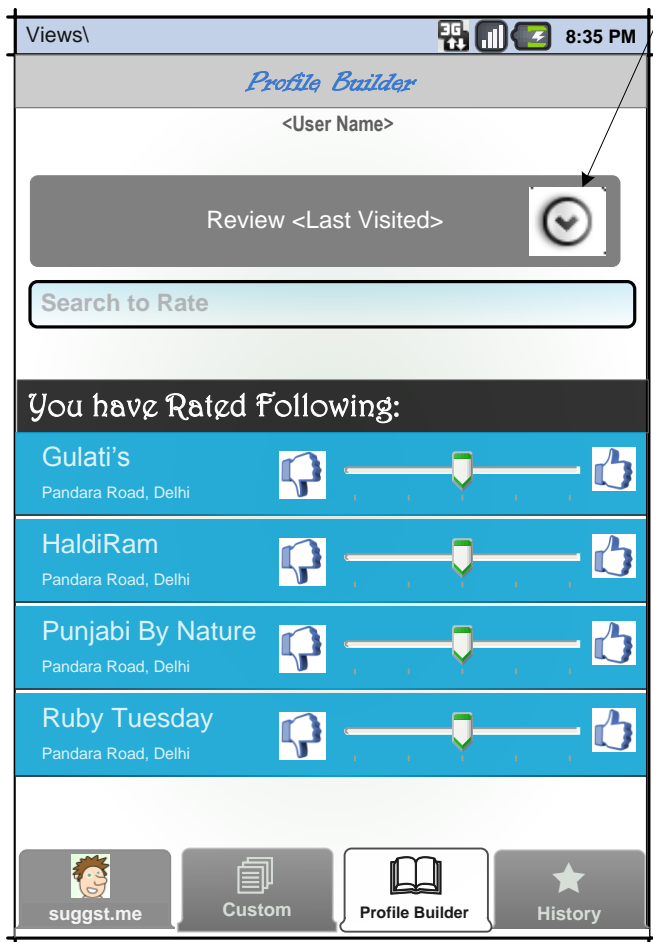 Views\
3G
8:35 PM
Profile Builder
<User Name>
Review <Last Visited>
Search to Rate
You have Rated Following:
Gulati's
Pandara Road, Delhi
HaldiRam
Pandara Road, Delhi
Punjabi By Nature
Pandara Road, Delhi
Ruby Tuesday
Pandara Road, Delhi
suggst.me
Custom
Profile Builder
History